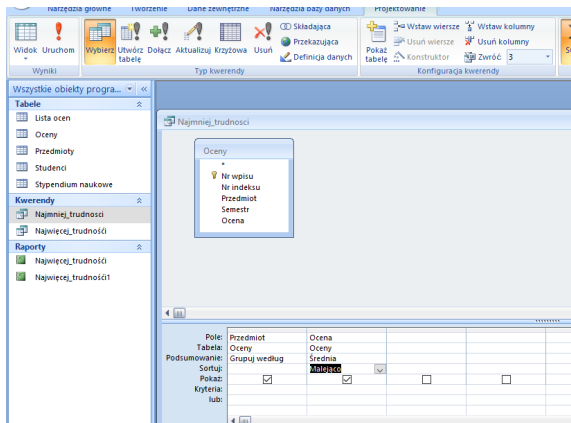 Narzędzia główne Tworzenie Dane zewnętrzne Narzędzia bazy danych Projektowanie
Widok Uruchom Wybierz Utwórz tabelę Dołącz Aktualizuj Krzyżowa Usuń
Składająca
Przekazująca
Definicja danych
Pokaż tabelę
Wstaw wiersze Wstaw kolumny
Usuń wiersze Usuń kolumny
Konstruktor Zwróć: 3
Wyniki Typ kwerendy Konfiguracja kwerendy
Wszystkie obiekty progra... «
Tabele
Lista ocen
Oceny
Przedmioty
Studenci
Stypendium naukowe
Kwerendy
Najmniej_trudnosci
Najwięcej_trudnośći
Raporty
Najwięcej_trudnośći
Najwięcej_trudnośći1
Najmniej_trudnosci
Oceny
*
Nr wpisu
Nr indeksu
Przedmiot
Semestr
Ocena
Pole: Przedmiot Ocena
Tabela: Oceny Oceny
Podsumowanie: Grupuj według Średnia
Sortuj: Malejąco
Pokaż:
Kryteria:
lub: